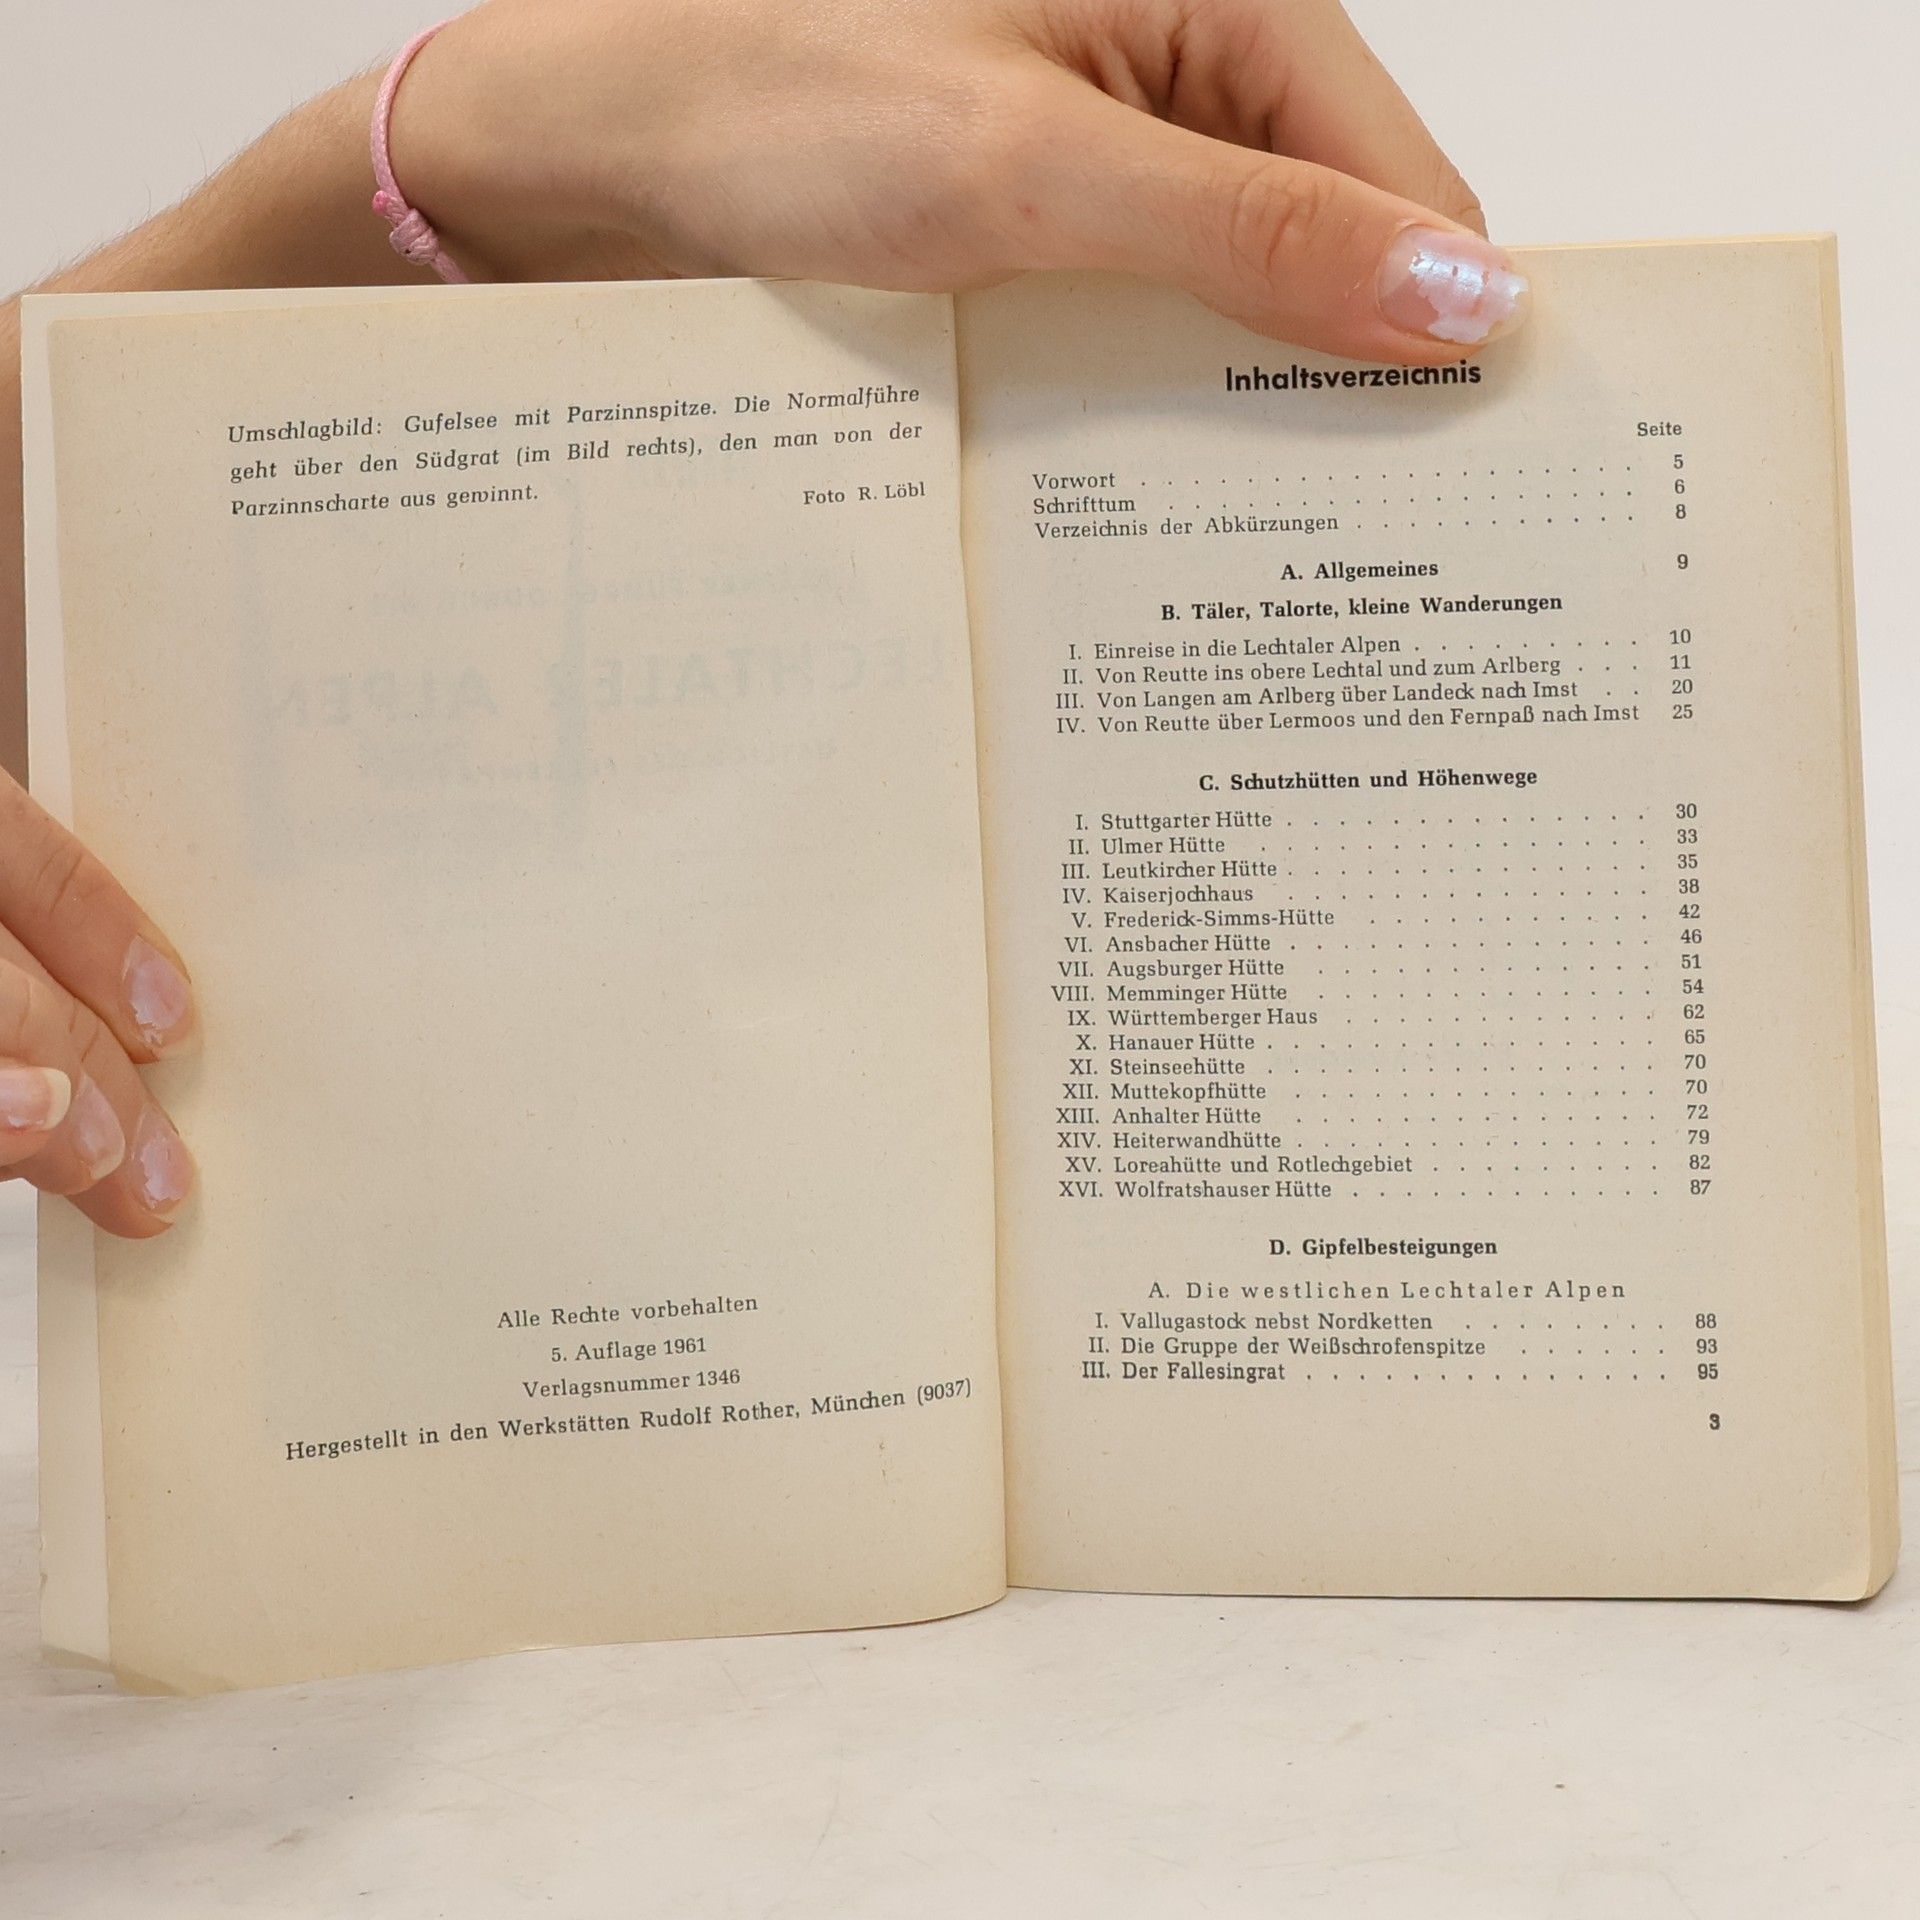 Umschlagbild: Gufelsee mit Parzinnspitze. Die Normalführe
geht über den Südgrat (im Bild rechts), den man von der
Parzinnscharte aus gewinnt. Foto R. Löbl
Alle Rechte vorbehalten
5. Auflage 1961
Verlagsnummer 1346
Hergestellt in den Werkstätten Rudolf Rother, München (9037)
Inhaltsverzeichnis
Seite
Vorwort . . . . . . . . . . . . . . . . . . . 5
Schrifttum . . . . . . . . . . . . . . . . . . 6
Verzeichnis der Abkürzungen . . . . . . . . . . . 8
A. Allgemeines 9
B. Täler, Talorte, kleine Wanderungen
I. Einreise in die Lechtaler Alpen . . . . . . . . . 10
II. Von Reutte ins obere Lechtal und zum Arlberg . . . 11
III. Von Langen am Arlberg über Landeck nach Imst . . 20
IV. Von Reutte über Lermoos und den Fernpaß nach Imst 25
C. Schutzhütten und Höhenwege
I. Stuttgarter Hütte . . . . . . . . . . . . . . 30
II. Ulmer Hütte . . . . . . . . . . . . . . . 33
III. Leutkircher Hütte . . . . . . . . . . . . . . 35
IV. Kaiserjochhaus . . . . . . . . . . . . . . 38
V. Frederick-Simms-Hütte . . . . . . . . . . . 42
VI. Ansbacher Hütte . . . . . . . . . . . . . . 46
VII. Augsburger Hütte . . . . . . . . . . . . . 51
VIII. Memminger Hütte . . . . . . . . . . . . . 54
IX. Württemberger Haus . . . . . . . . . . . . 62
X. Hanauer Hütte . . . . . . . . . . . . . . . 65
XI. Steinseehütte . . . . . . . . . . . . . . . 70
XII. Muttekopfhütte . . . . . . . . . . . . . . 70
XIII. Anhalter Hütte . . . . . . . . . . . . . . 72
XIV. Heiterwandhütte . . . . . . . . . . . . . . 79
XV. Loreahütte und Rotlechgebiet . . . . . . . . . 82
XVI. Wolfratshauser Hütte . . . . . . . . . . . . 87
D. Gipfelbesteigungen
A. Die westlichen Lechtaler Alpen
I. Vallugastock nebst Nordketten . . . . . . . . 88
II. Die Gruppe der Weißschrofenspitze . . . . . . 93
III. Der Fallesingrat . . . . . . . . . . . . . . 95
3